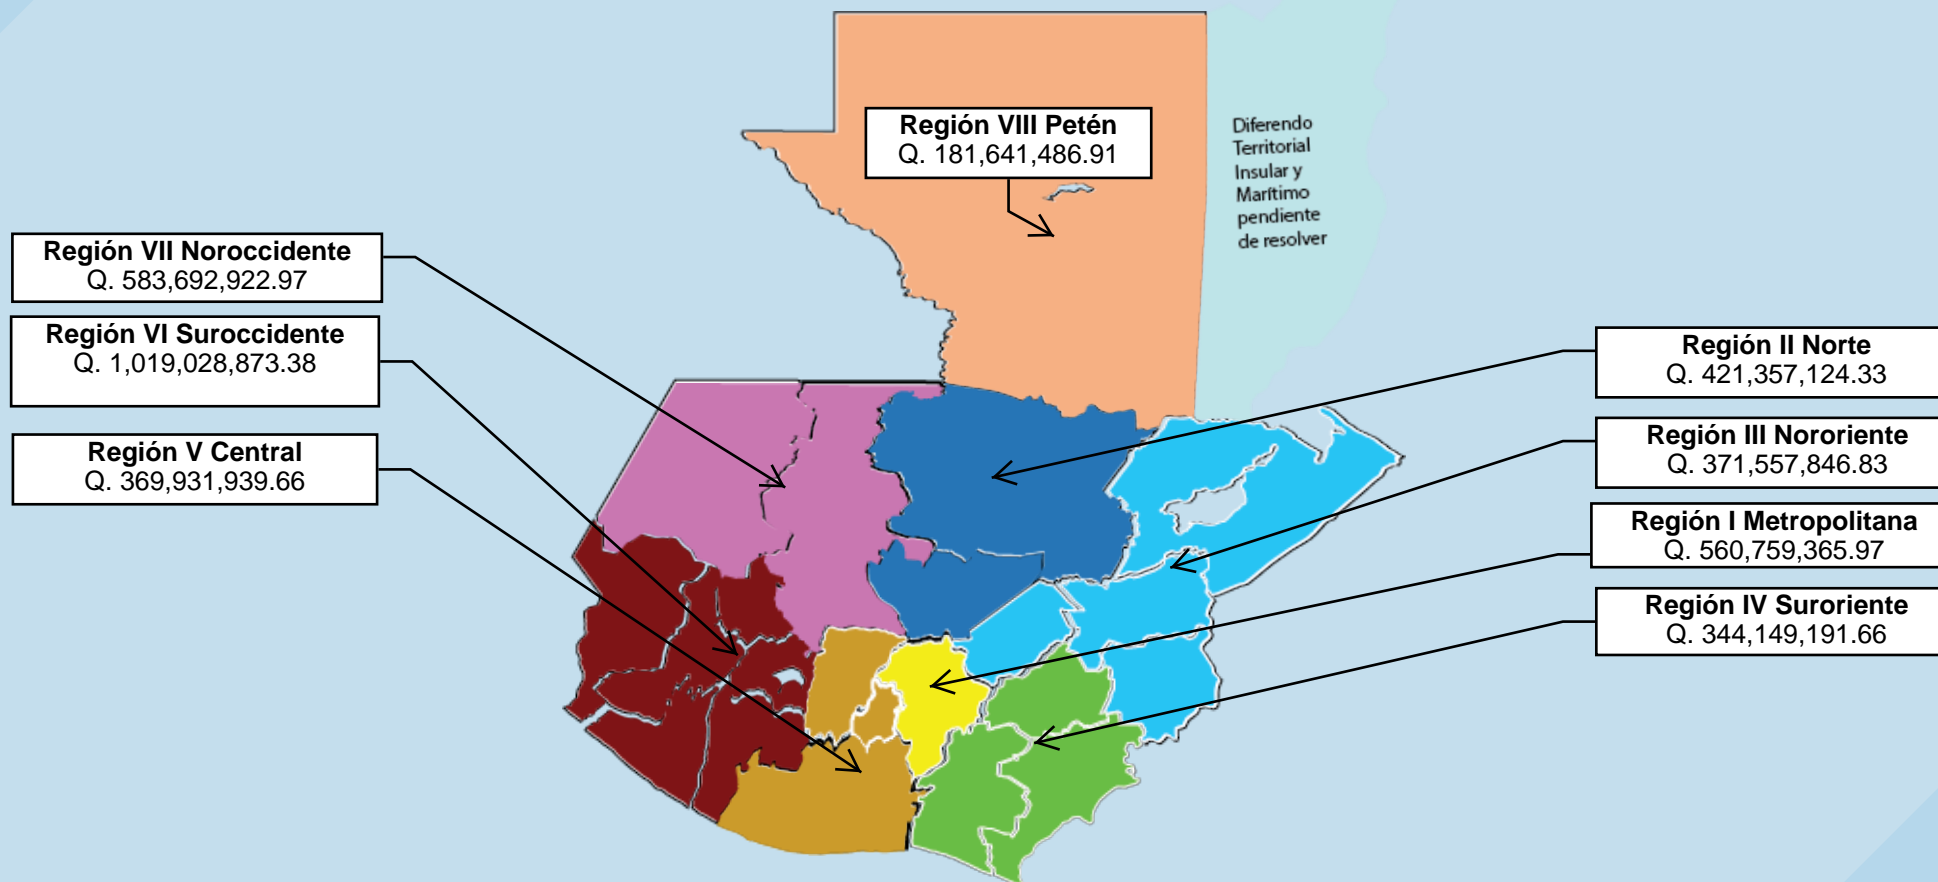 Región VIII Petén
Q. 181,641,486.91
Diferendo
Territorial
Insular y
Marítimo
pendiente
de resolver
Región VII Noroccidente
Q. 583,692,922.97
Región VI Suroccidente
Q. 1,019,028,873.38
Región V Central
Q. 369,931,939.66
Región II Norte
Q. 421,357,124.33
Región III Nororiente
Q. 371,557,846.83
Región I Metropolitana
Q. 560,759,365.97
Región IV Suroriente
Q. 344,149,191.66